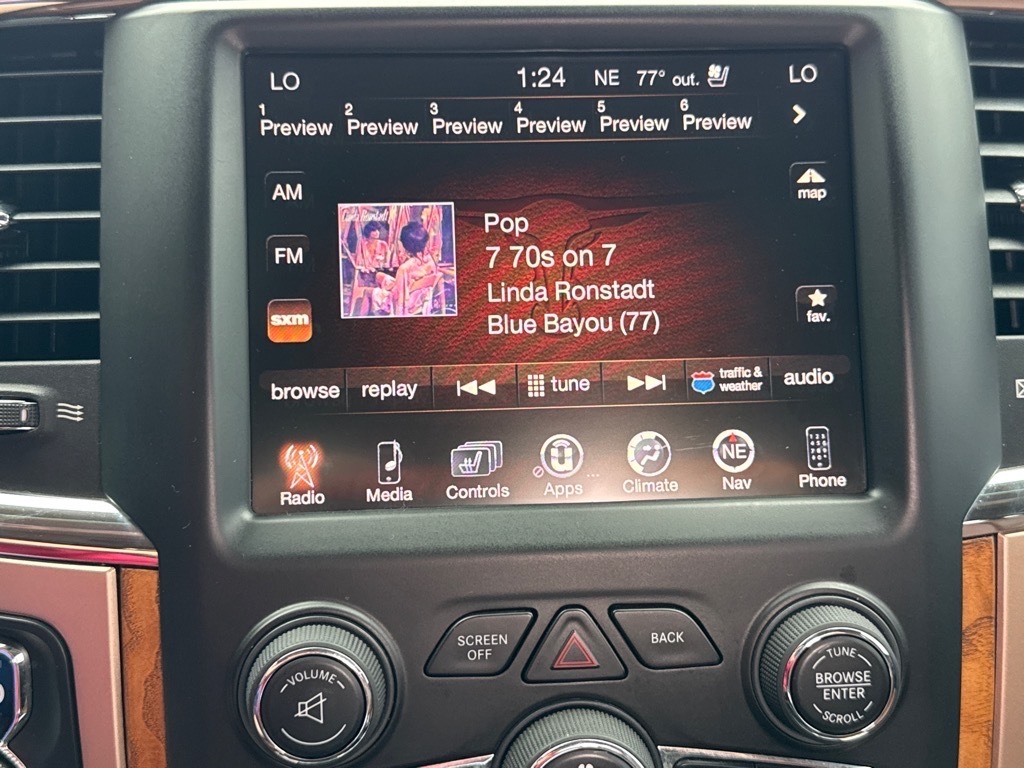 LO 1:24 NE 77° out. LO
1 Preview 2 Preview 3 Preview 4 Preview 5 Preview 6 Preview
AM
map
Linda Ronstadt
Pop
7 70s on 7
FM
Linda Ronstadt
fav.
sxm
Blue Bayou (77)
browse replay tune traffic & weather audio
Radio Media Controls Apps NE Climate Nav Phone
SCREEN OFF
BACK
VOLUME
TUNE
BROWSE
ENTER
SCROLL